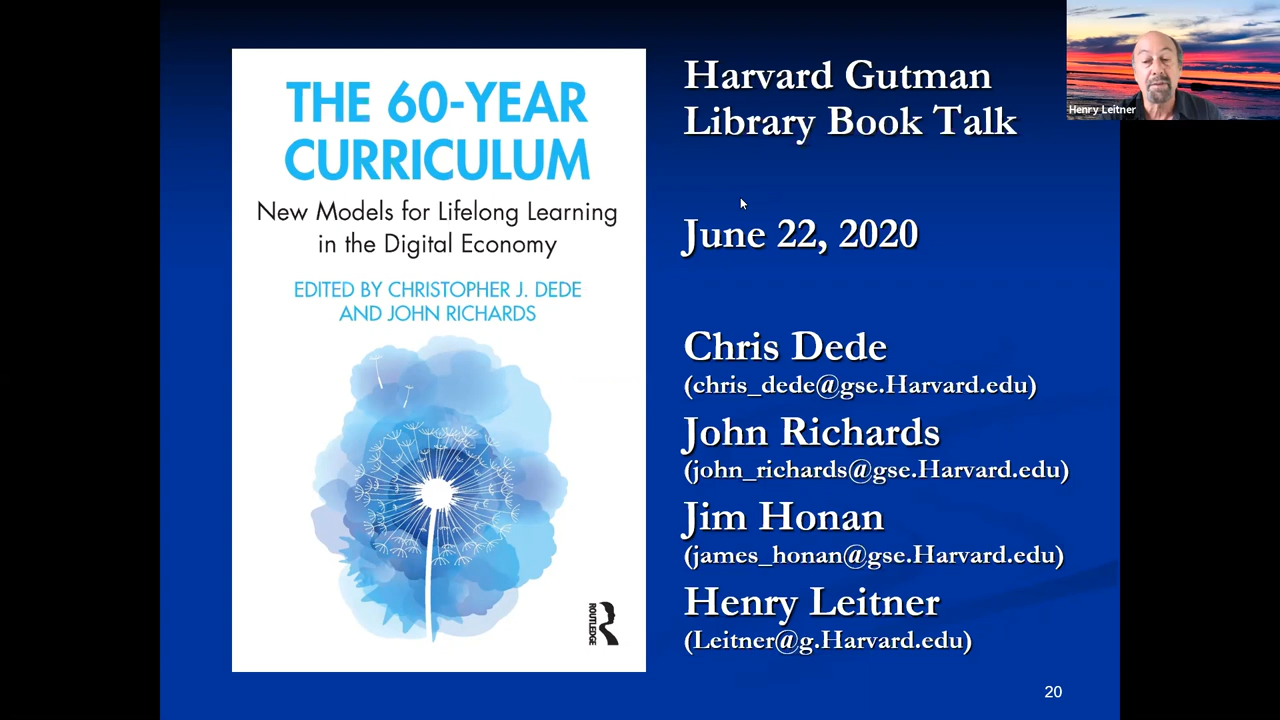 THE 60-YEAR
CURRICULUM
New Models for Lifelong Learning
in the Digital Economy
EDITED BY CHRISTOPHER J. DEDE
AND JOHN RICHARDS
ROUTLEDGE
Harvard Gutman
Library Book Talk
June 22, 2020
Chris Dede
(chris_dede@gse.Harvard.edu)
John Richards
(john_richards@gse.Harvard.edu)
Jim Honan
(james_honan@gse.Harvard.edu)
Henry Leitner
(Leitner@g.Harvard.edu)
20
Henry Leitner